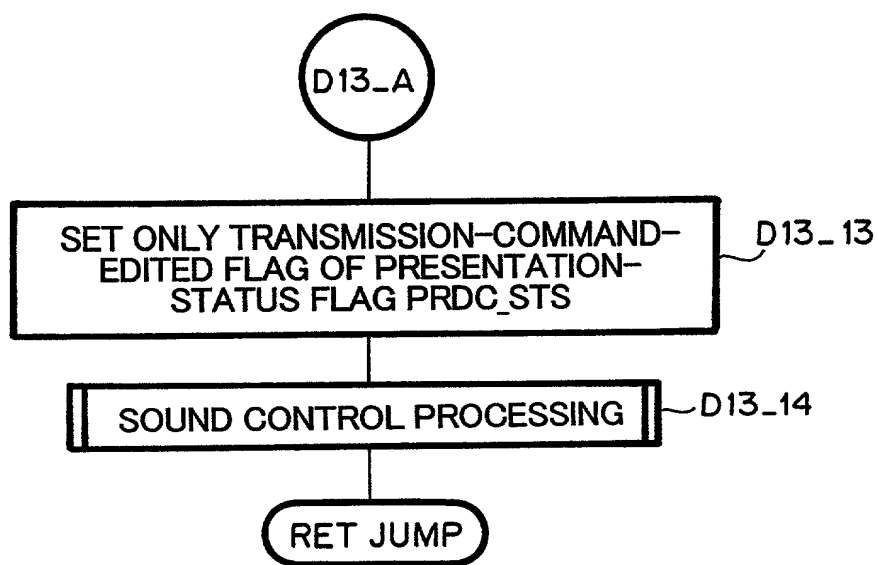 D13_A
SET ONLY TRANSMISSION-COMMAND-
EDITED FLAG OF PRESENTATION-
STATUS FLAG PRDC_STS
D13_13
SOUND CONTROL PROCESSING
D13_14
RET JUMP